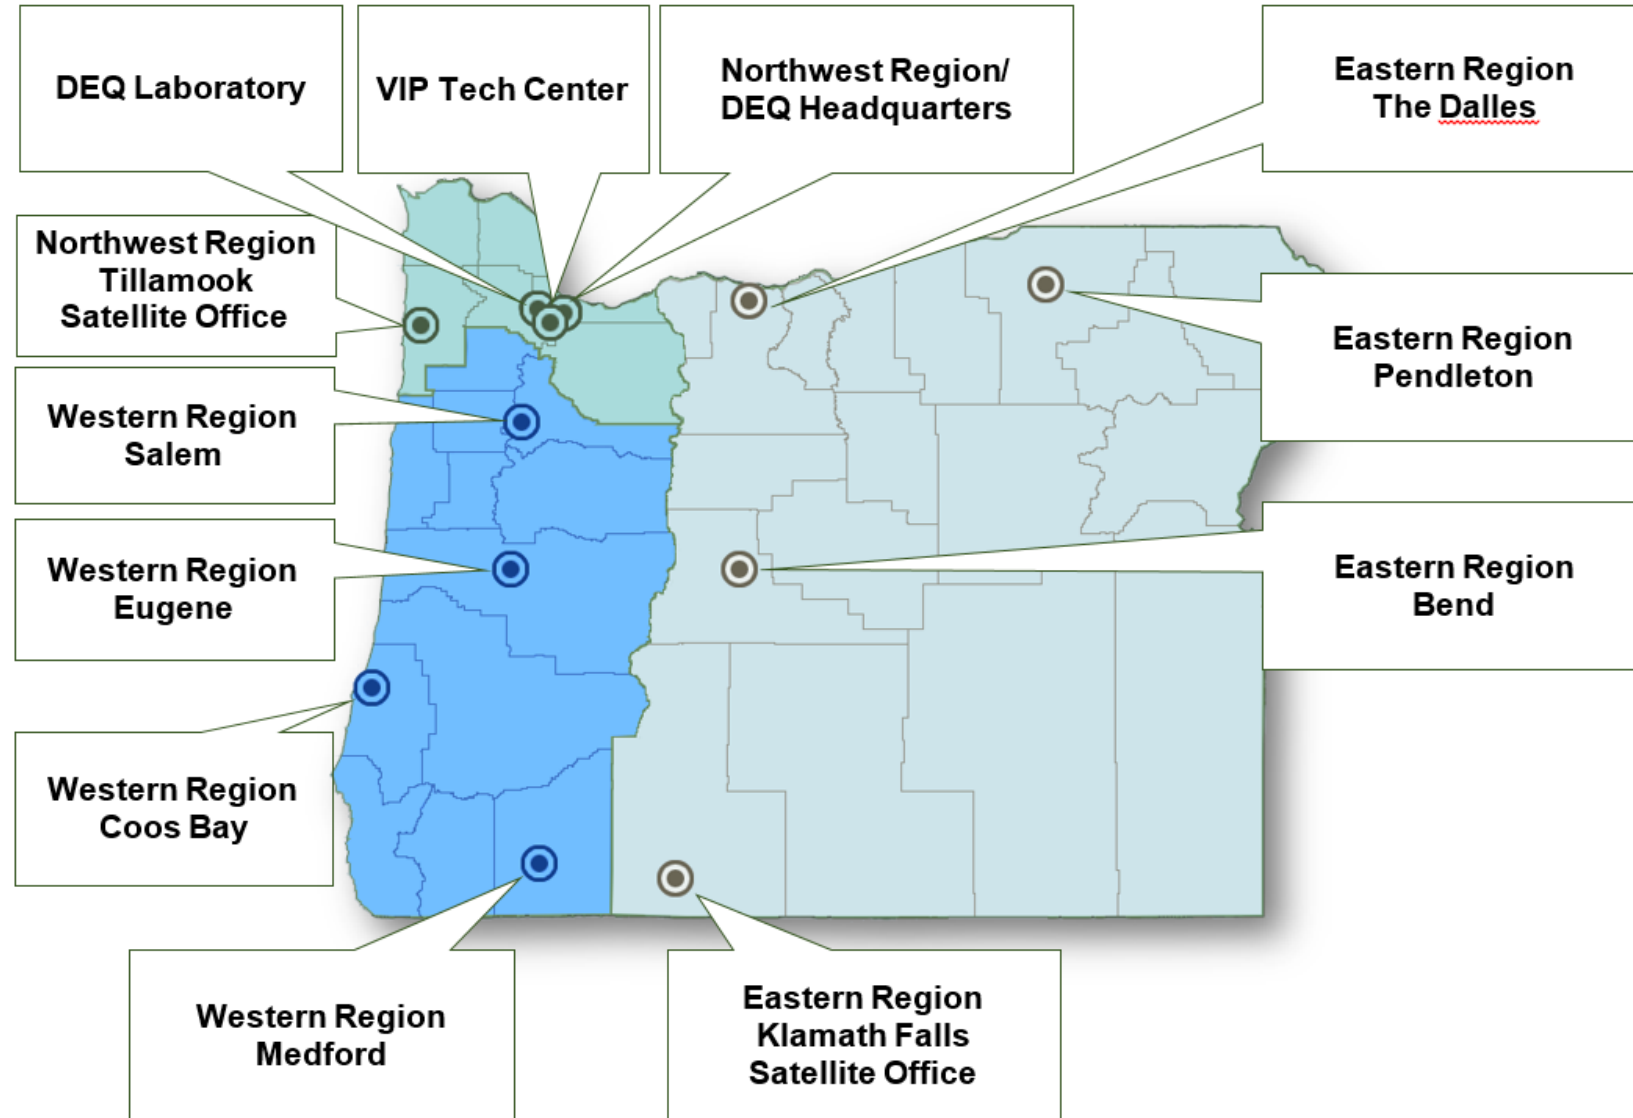 DEQ Laboratory
VIP Tech Center
Northwest Region/
DEQ Headquarters
Eastern Region
The Dalles
Northwest Region
Tillamook
Satellite Office
Eastern Region
Pendleton
Western Region
Salem
Western Region
Eugene
Eastern Region
Bend
Western Region
Coos Bay
Western Region
Medford
Eastern Region
Klamath Falls
Satellite Office